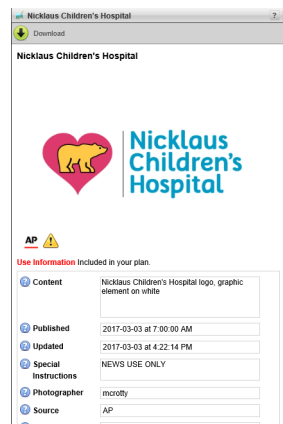 Nicklaus Children's Hospital ?
Download
Nicklaus Children's Hospital
Nicklaus
Children's
Hospital
AP
Use Information Included in your plan.
? Content Nicklaus Children's Hospital logo, graphic
element on white
? Published 2017-03-03 at 7:00:00 AM
? Updated 2017-03-03 at 4:22:14 PM
? Special NEWS USE ONLY
Instructions
? Photographer mcrotty
? Source AP